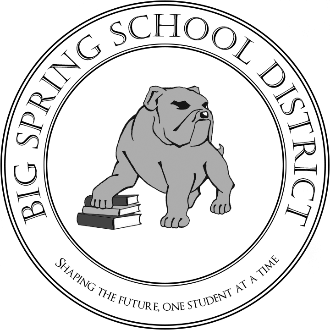 BIG SPRING SCHOOL DISTRICT
SHAPING THE FUTURE, ONE STUDENT AT A TIME